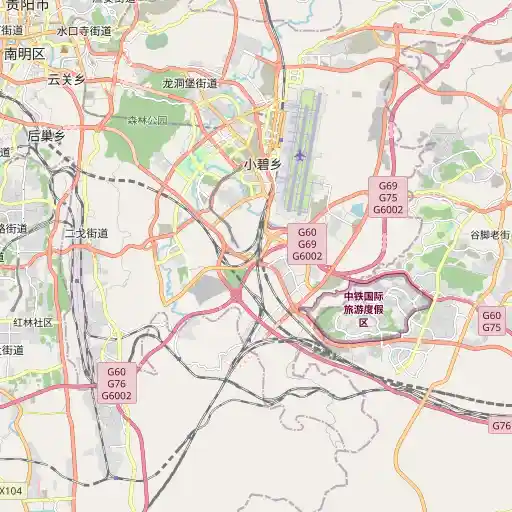 贵阳市
水口寺街道
南明区
云关乡
龙洞堡街道
森林公园
后巢乡
小碧乡
G69
G75
G6002
二戈街道
G60
G69
G6002
谷脚老街
中铁国际
旅游度假
区
红林社区
G60
G75
G60
G76
G6002
G76
X104